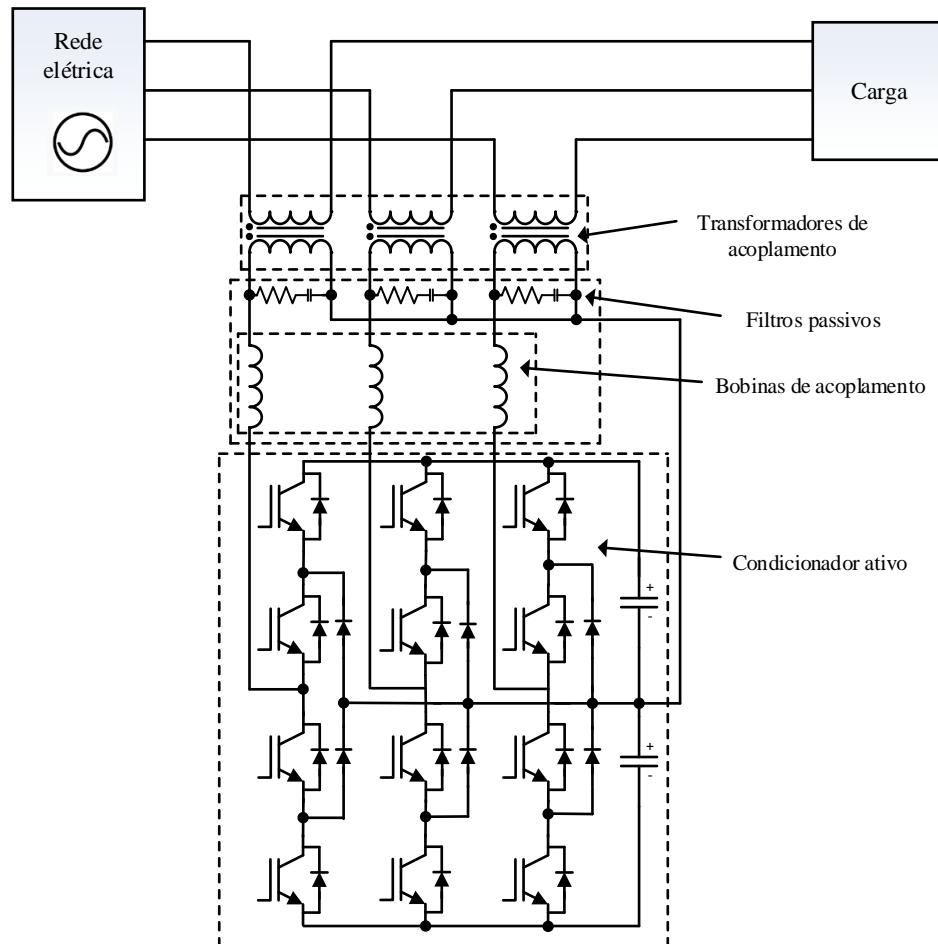 Rede
elétrica
Carga
Transformadores de
acoplamento
Filtros passivos
Bobinas de acoplamento
Condicionador ativo
+
-
+
-